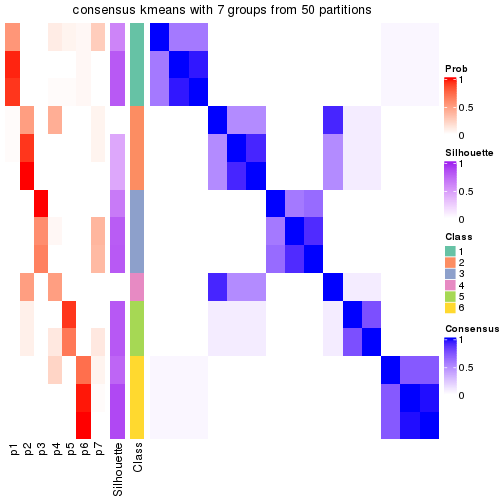 consensus kmeans with 7 groups from 50 partitions
Prob
1
0.5
0
Silhouette
1
0.5
0
Class
1
2
3
4
5
6
Consensus
1
0.5
0
p1
p2
p3
p4
p5
p6
p7
Silhouette
Class